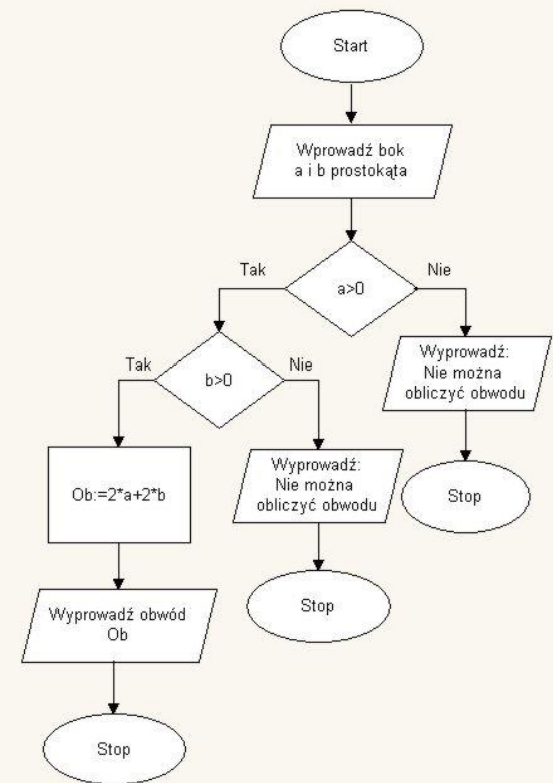 Start
Wprowadź bok
a i b prostokąta
Tak
Nie
a>0
Wyprowadź:
Nie można
obliczyć obwodu
Stop
Tak
Nie
b>0
Ob:=2*a+2*b
Wyprowadź:
Nie można
obliczyć obwodu
Stop
Wyprowadź obwód
Ob
Stop